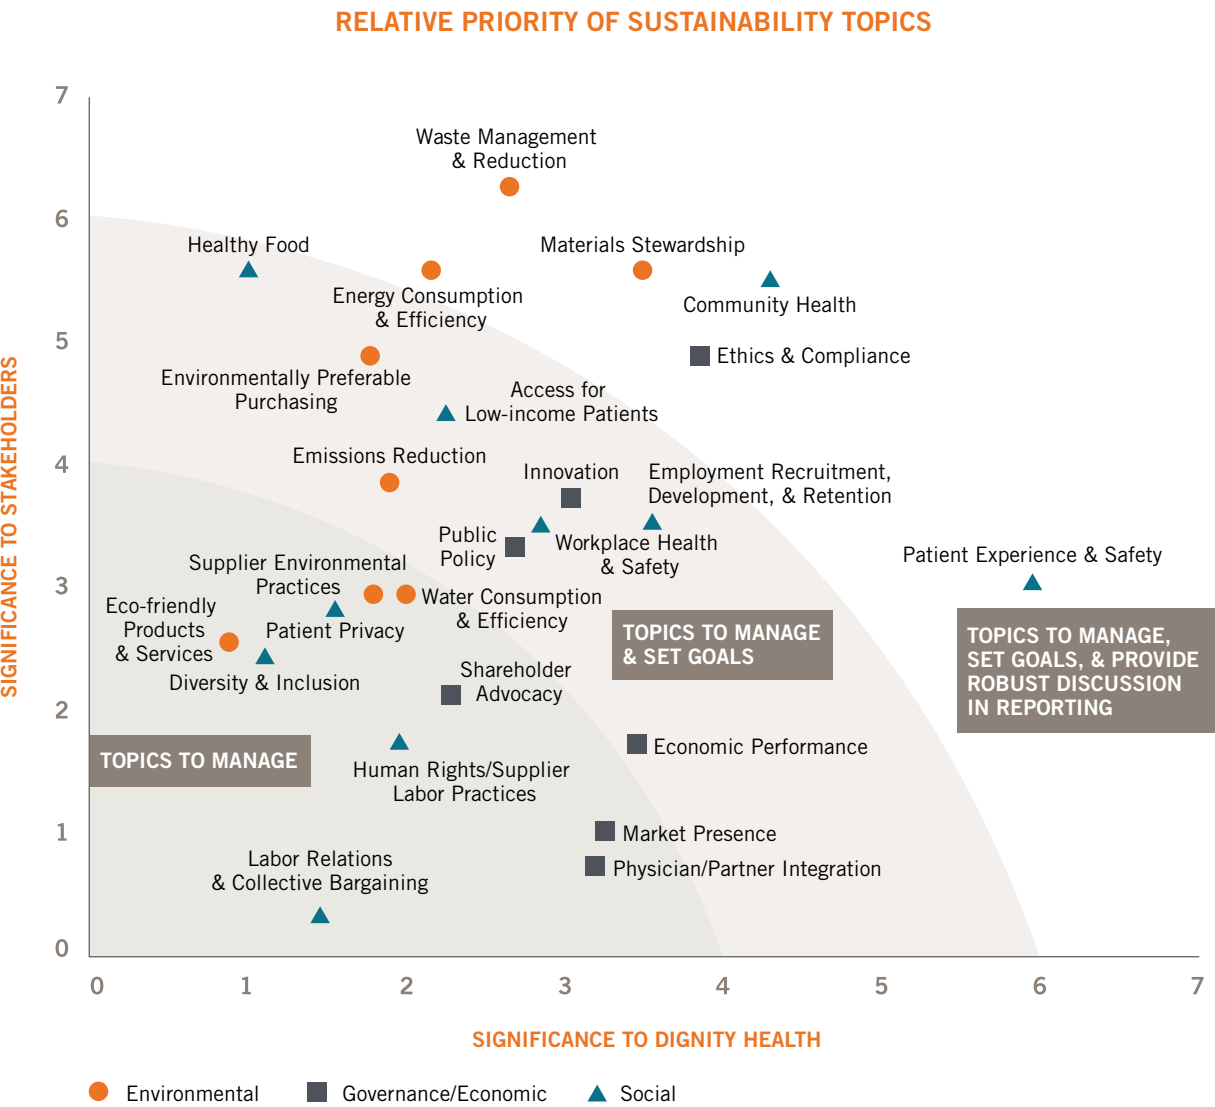 RELATIVE PRIORITY OF SUSTAINABILITY TOPICS
7
Waste Management
& Reduction
6
Healthy Food
Materials Stewardship
Energy Consumption
& Efficiency
Community Health
5
Ethics & Compliance
Environmentally Preferable
Purchasing
Access for
Low-income Patients
4
Emissions Reduction
Innovation
Employment Recruitment,
Development, & Retention
Public
Policy
Workplace Health
& Safety
Patient Experience & Safety
3
Supplier Environmental
Practices
Water Consumption
& Efficiency
Eco-friendly
Products
& Services
Patient Privacy
Diversity & Inclusion
TOPICS TO MANAGE
& SET GOALS
TOPICS TO MANAGE,
SET GOALS, & PROVIDE
ROBUST DISCUSSION
IN REPORTING
Shareholder
Advocacy
2
TOPICS TO MANAGE
Economic Performance
Human Rights/Supplier
Labor Practices
1
Market Presence
Physician/Partner Integration
Labor Relations
& Collective Bargaining
0
SIGNIFICANCE TO STAKEHOLDERS
0 1 2 3 4 5 6 7
SIGNIFICANCE TO DIGNITY HEALTH
Environmental Governance/Economic Social